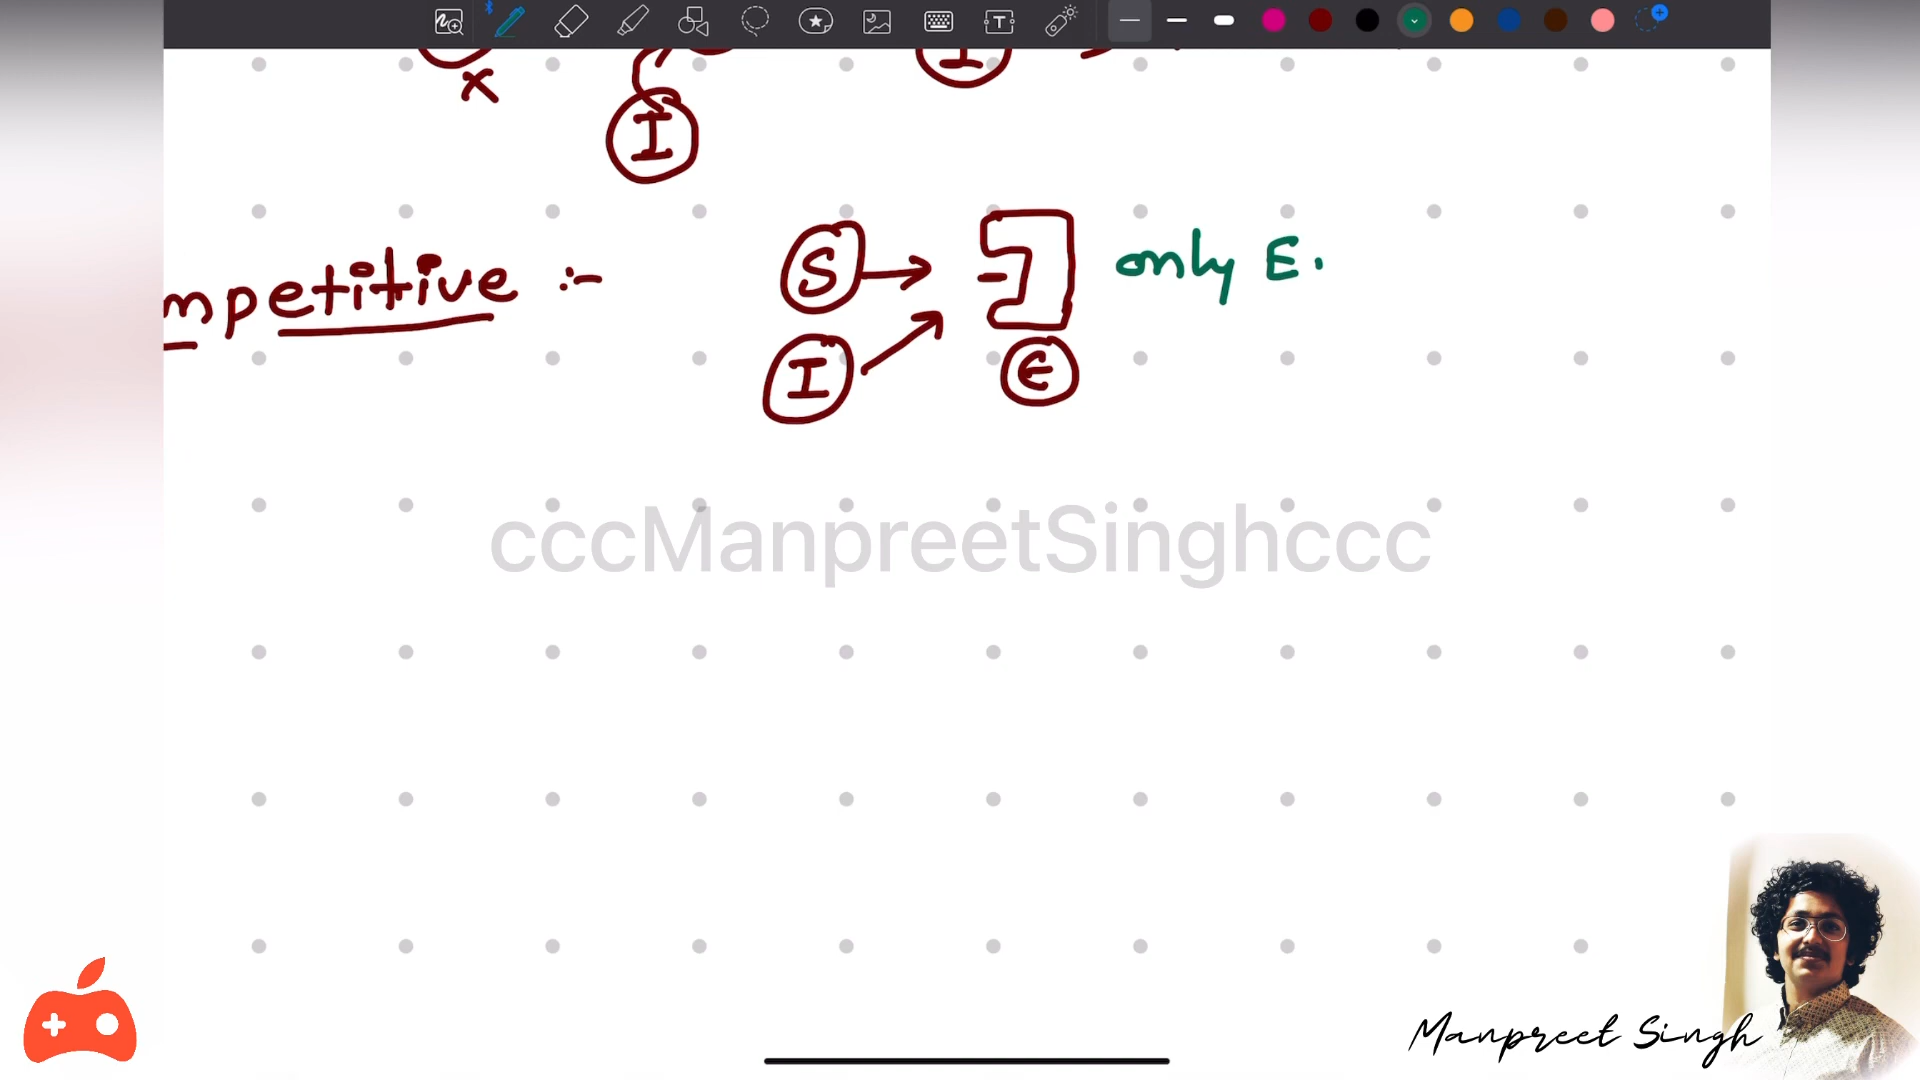 x
I
I
mpetitive :-
S
only E.
I
E
cccManpreetSinghccc
Manpreet Singh